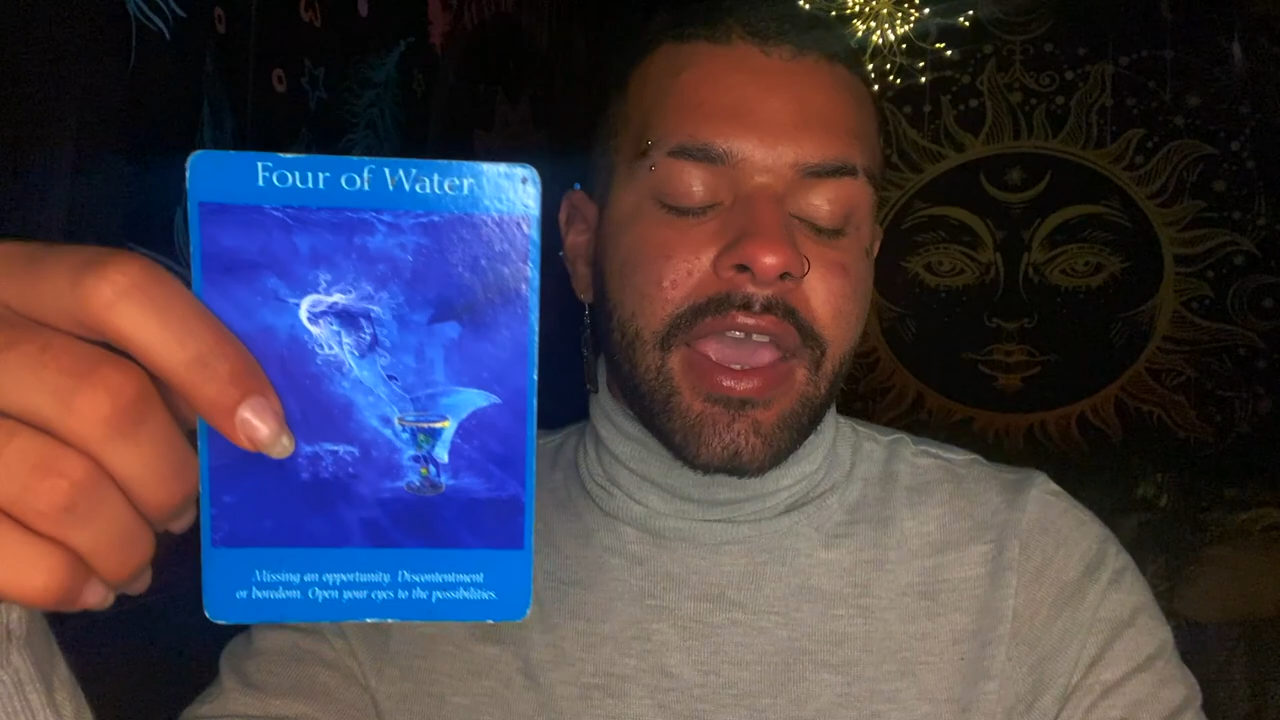 Four of Water
Missing an opportunity. Discontentment
or boredom. Open your eyes to the possibilities.